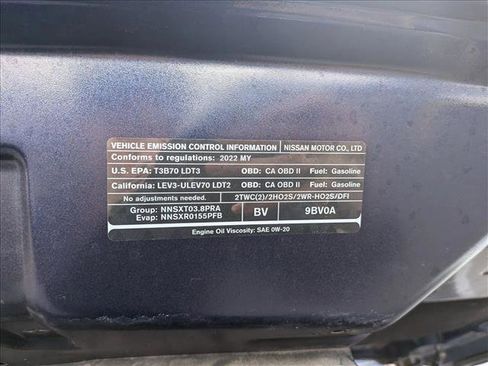 VEHICLE EMISSION CONTROL INFORMATION NISSAN MOTOR CO., LTD
Conforms to regulations: 2022 MY
U.S. EPA: T3B70 LDT3 OBD: CA OBD II Fuel: Gasoline
California: LEV3-ULEV70 LDT2 OBD: CA OBD II Fuel: Gasoline
No adjustments needed. 2TWC(2)/2HO2S/2WR-HO2S/DFI
Group: NNSXT03.8PRA BV 9BV0A
Evap: NNSXR0155PFB
Engine Oil Viscosity: SAE 0W-20